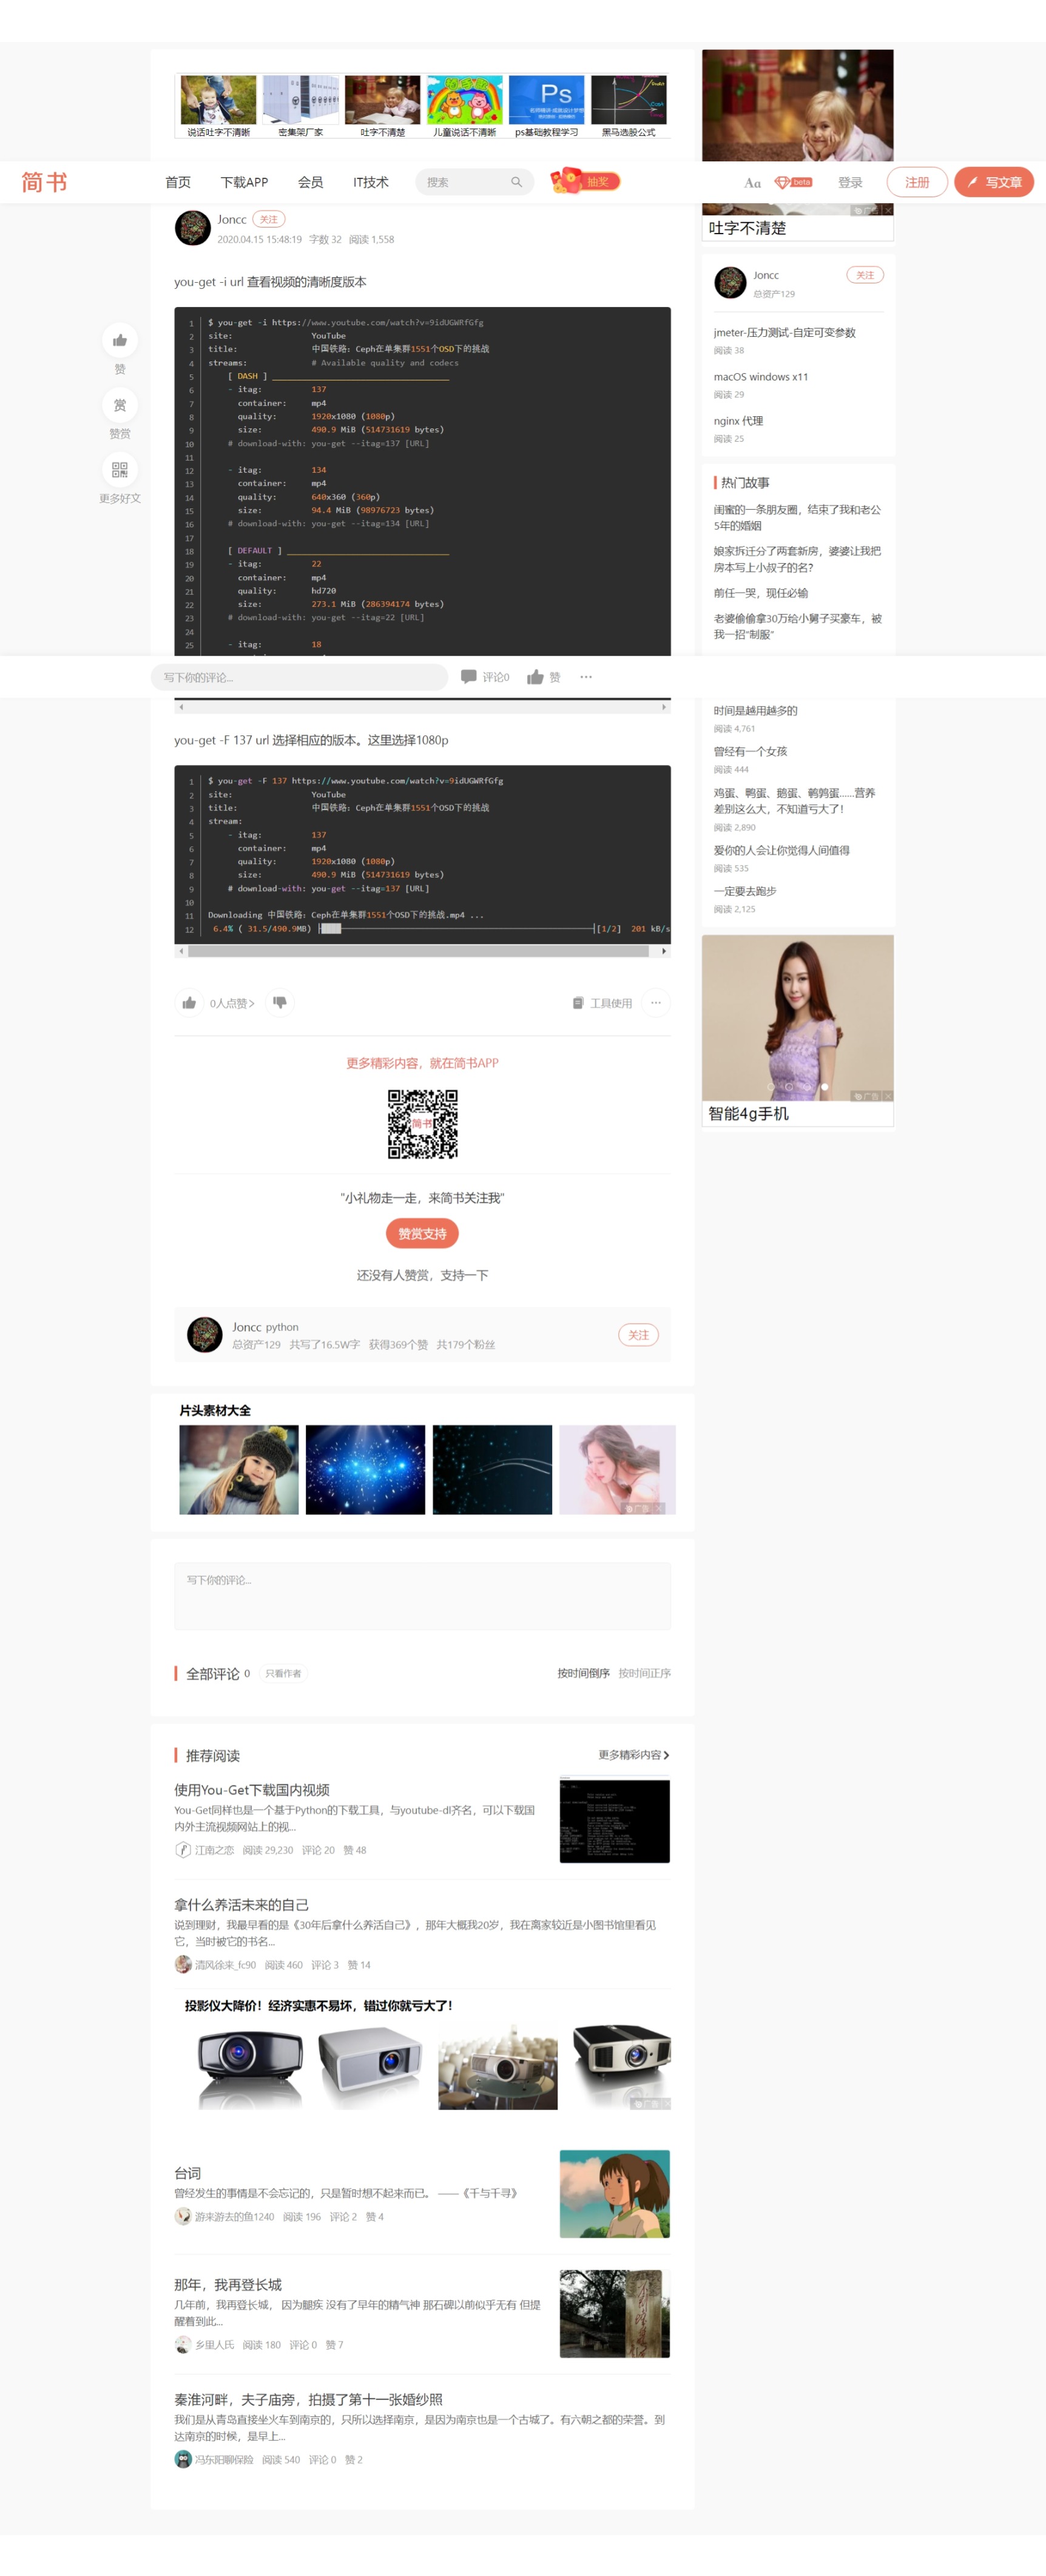 说话吐字不清晰 密集架厂家 吐字不清楚 儿童说话不清晰 ps基础教程学习 黑马选股公式
Ps
简书 首页 下载APP 会员 IT技术 搜索 抽奖 Aa beta 登录 注册 写文章
广告
吐字不清楚
Joncc 关注
2020.04.15 15:48:19 字数 32 阅读 1,558
you-get -i url 查看视频的清晰度版本
1 $ you-get -i https://www.youtube.com/watch?v=9idUGWRfGfg
2 site: YouTube
3 title: 中国铁路：Ceph在单集群1551个OSD下的挑战
4 streams: # Available quality and codecs
5 [ DASH ] ____________________________________
6 - itag: 137
7 container: mp4
8 quality: 1920x1080 (1080p)
9 size: 490.9 MiB (514731619 bytes)
10 # download-with: you-get --itag=137 [URL]
11
12 - itag: 134
13 container: mp4
14 quality: 640x360 (360p)
15 size: 94.4 MiB (98976723 bytes)
16 # download-with: you-get --itag=134 [URL]
17
18 [ DEFAULT ] _________________________________
19 - itag: 22
20 container: mp4
21 quality: hd720
22 size: 273.1 MiB (286394174 bytes)
23 # download-with: you-get --itag=22 [URL]
24
25 - itag: 18
赞
赏
赞赏
更多好文
Joncc 关注
总资产129
jmeter-压力测试-自定可变参数
阅读 38
macOS windows x11
阅读 29
nginx 代理
阅读 25
热门故事
闺蜜的一条朋友圈，结束了我和老公
5年的婚姻
娘家拆迁分了两套新房，婆婆让我把
房本写上小叔子的名？
前任一哭，现任必输
老婆偷偷拿30万给小舅子买豪车，被
我一招“制服”
写下你的评论... 评论0 赞 ...
时间是越用越多的
阅读 4,761
曾经有一个女孩
阅读 444
鸡蛋、鸭蛋、鹅蛋、鹌鹑蛋......营养
差别这么大，不知道亏大了！
阅读 2,890
爱你的人会让你觉得人间值得
阅读 535
一定要去跑步
阅读 2,125
you-get -F 137 url 选择相应的版本。这里选择1080p
1 $ you-get -F 137 https://www.youtube.com/watch?v=9idUGWRfGfg
2 site: YouTube
3 title: 中国铁路：Ceph在单集群1551个OSD下的挑战
4 stream:
5 - itag: 137
6 container: mp4
7 quality: 1920x1080 (1080p)
8 size: 490.9 MiB (514731619 bytes)
9 # download-with: you-get --itag=137 [URL]
10
11 Downloading 中国铁路：Ceph在单集群1551个OSD下的挑战.mp4 ...
12 6.4% ( 31.5/490.9MB) ├████───────────┤[1/2] 201 kB/s
广告
智能4g手机
0人点赞 > 工具使用 ...
更多精彩内容，就在简书APP
简书
"小礼物走一走，来简书关注我"
赞赏支持
还没有人赞赏，支持一下
Joncc python 关注
总资产129 共写了16.5W字 获得369个赞 共179个粉丝
片头素材大全
广告
写下你的评论...
全部评论 0 只看作者 按时间倒序 按时间正序
推荐阅读 更多精彩内容 >
使用You-Get下载国内视频
You-Get同样也是一个基于Python的下载工具，与youtube-dl齐名，可以下载国
内外主流视频网站上的视...
江南之恋 阅读 29,230 评论 20 赞 48
拿什么养活未来的自己
说到理财，我最早看的是《30年后拿什么养活自己》，那年大概我20岁，我在离家较近是小图书馆里看见
它，当时被它的书名...
清风徐来_fc90 阅读 460 评论 3 赞 14
投影仪大降价！经济实惠不易坏，错过你就亏大了！
广告
台词
曾经发生的事情是不会忘记的，只是暂时想不起来而已。 ——《千与千寻》
游来游去的鱼1240 阅读 196 评论 2 赞 4
那年，我再登长城
几年前，我再登长城， 因为腿疾 没有了早年的精气神 那石碑以前似乎无有 但提
醒着到此...
乡里人氏 阅读 180 评论 0 赞 7
秦淮河畔，夫子庙旁，拍摄了第十一张婚纱照
我们是从青岛直接坐火车到南京的，只所以选择南京，是因为南京也是一个古城了。有六朝之都的荣誉。到
达南京的时候，是早上...
冯东阳聊保险 阅读 540 评论 0 赞 2